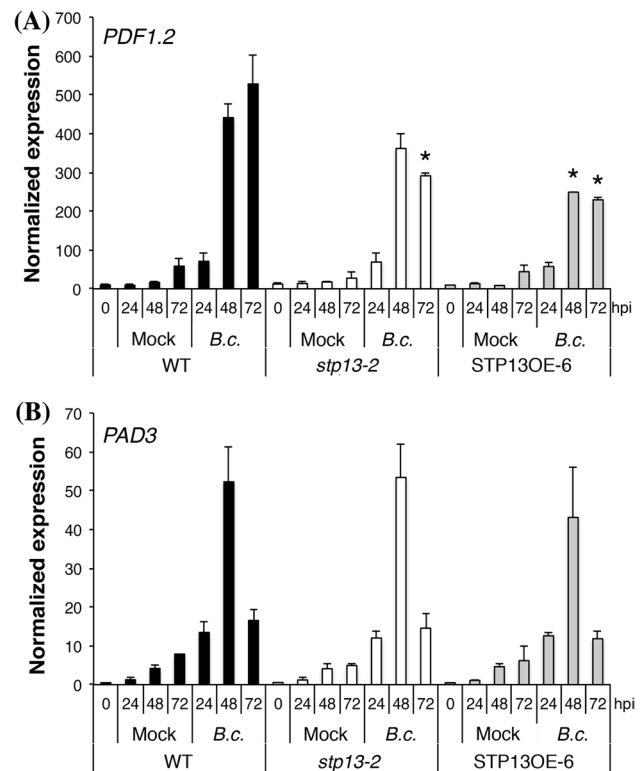 (A)
PDF1.2
Normalized expression
700
600
500
400
300
200
100
0
* * *
0 24 48 72 24 48 72 0 24 48 72 24 48 72 0 24 48 72 24 48 72 hpi
Mock B.c. Mock B.c. Mock B.c.
WT stp13-2 STP13OE-6
(B)
PAD3
Normalized expression
70
60
50
40
30
20
10
0
0 24 48 72 24 48 72 0 24 48 72 24 48 72 0 24 48 72 24 48 72 hpi
Mock B.c. Mock B.c. Mock B.c.
WT stp13-2 STP13OE-6